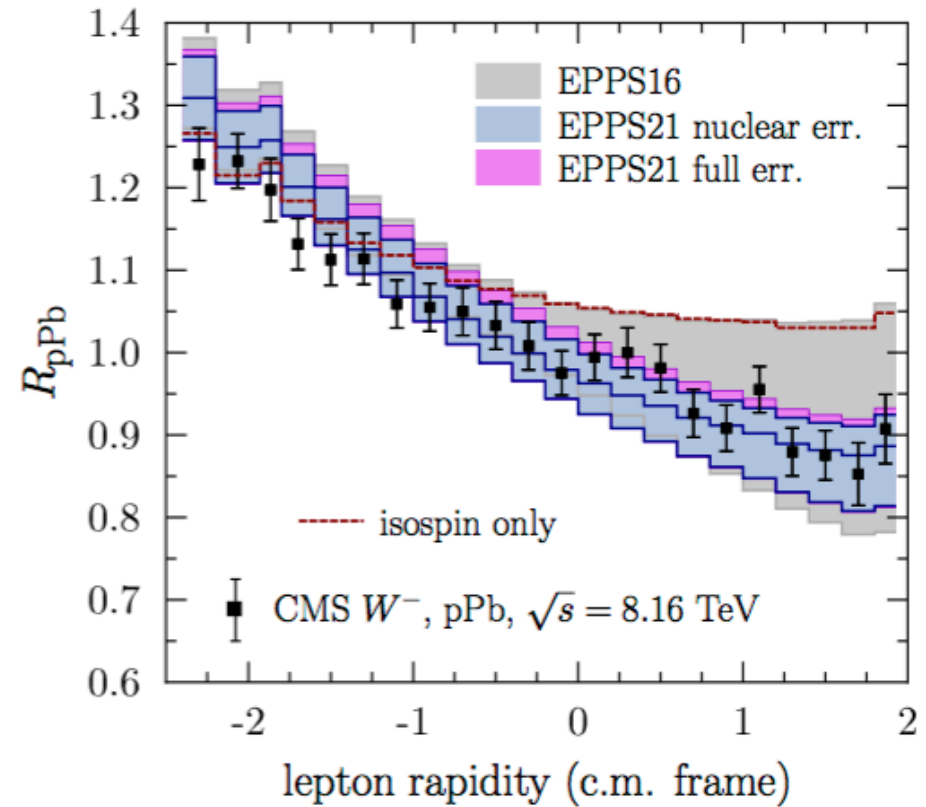 1.4
1.3
1.2
1.1
1.0
0.9
0.8
0.7
0.6
R_pPb
EPPS16
EPPS21 nuclear err.
EPPS21 full err.
isospin only
CMS W⁻, pPb, √s = 8.16 TeV
-2 -1 0 1 2
lepton rapidity (c.m. frame)